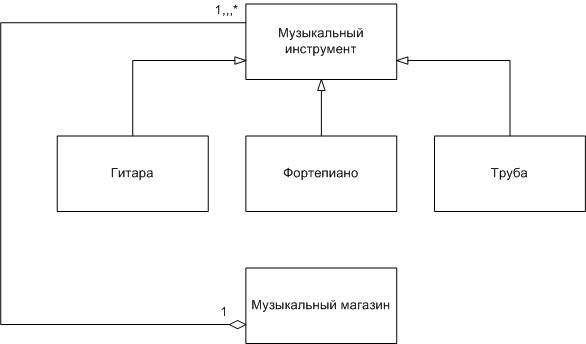 1,,,*
Музыкальный
инструмент
Гитара
Фортепиано
Труба
1
Музыкальный магазин